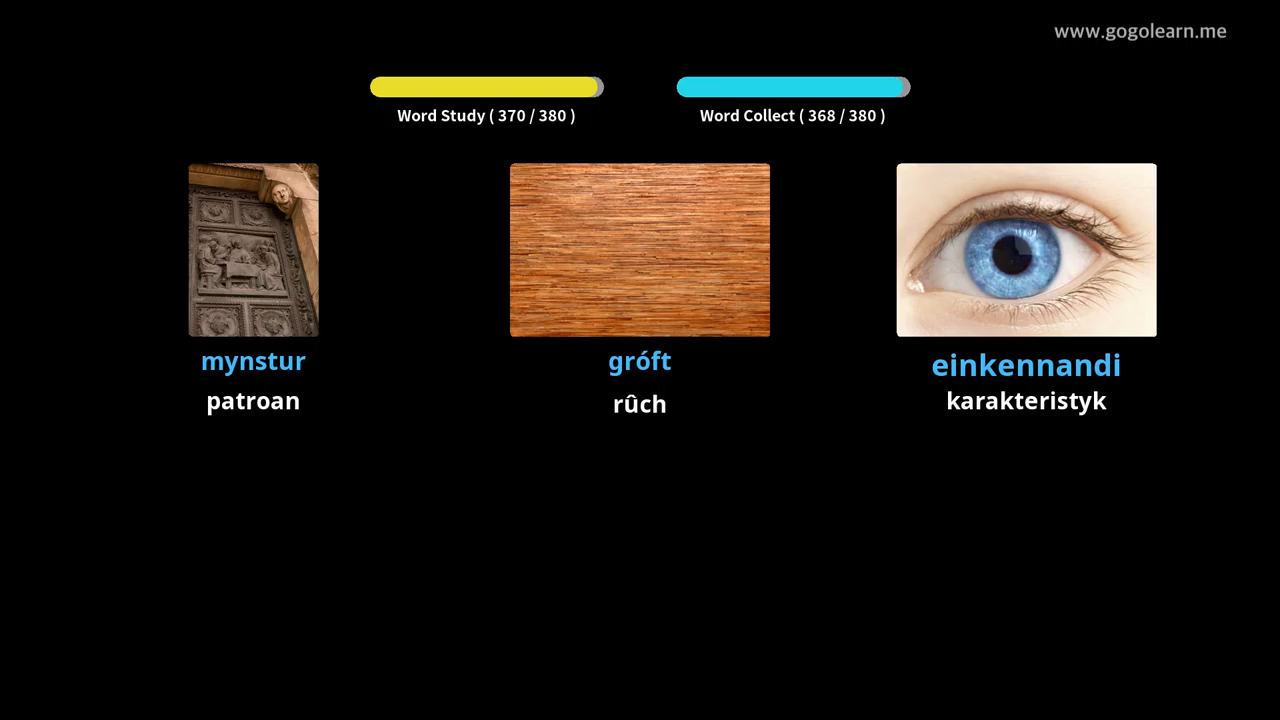 www.gogolearn.me
Word Study ( 370 / 380 )
Word Collect ( 368 / 380 )
mynstur
gróft
einkennandi
patroan
rûch
karakteristyk